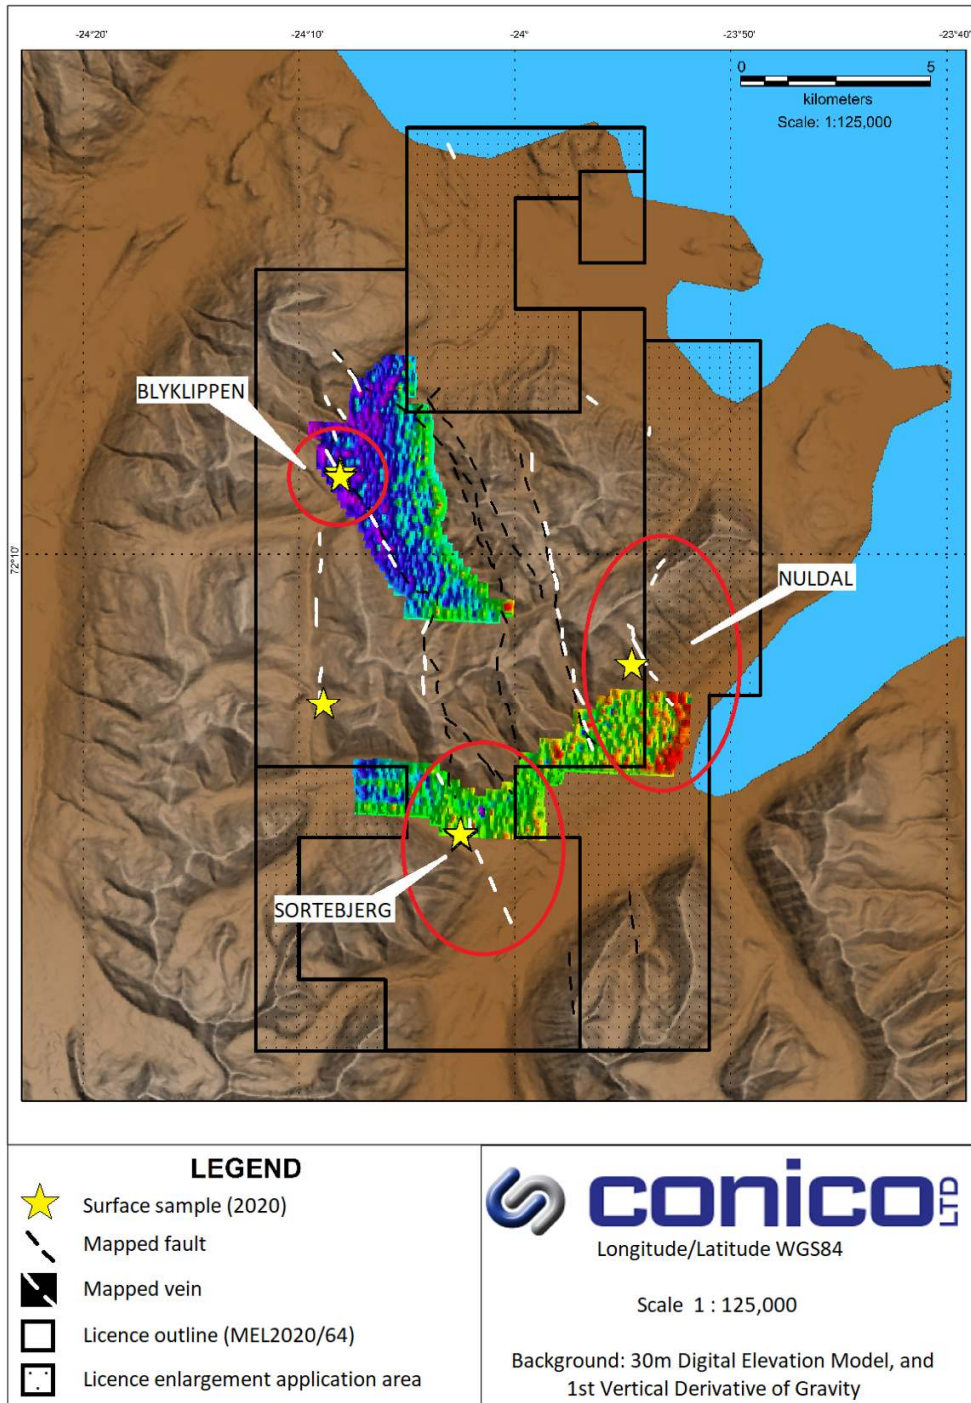 -24°20'
-24°10'
-24°
-23°50'
-23°40'
0 5
kilometers
Scale: 1:125,000
BLYKLIPPEN
72°10'
NULDAL
SORTEBJERG
LEGEND
Surface sample (2020)
Mapped fault
Mapped vein
Licence outline (MEL2020/64)
Licence enlargement application area
conico LTD
Longitude/Latitude WGS84
Scale 1 : 125,000
Background: 30m Digital Elevation Model, and
1st Vertical Derivative of Gravity